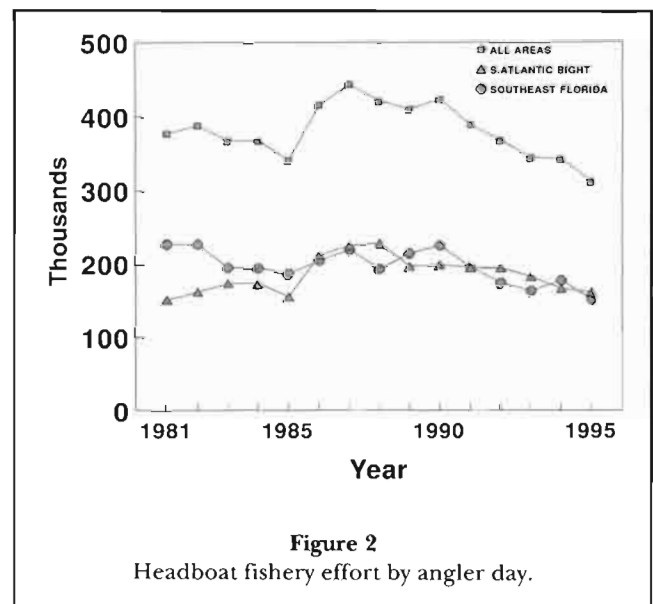 500
400
300
200
100
0
Thousands
ALL AREAS
S.ATLANTIC BIGHT
SOUTHEAST FLORIDA
1981 1985 1990 1995
Year
Figure 2
Headboat fishery effort by angler day.